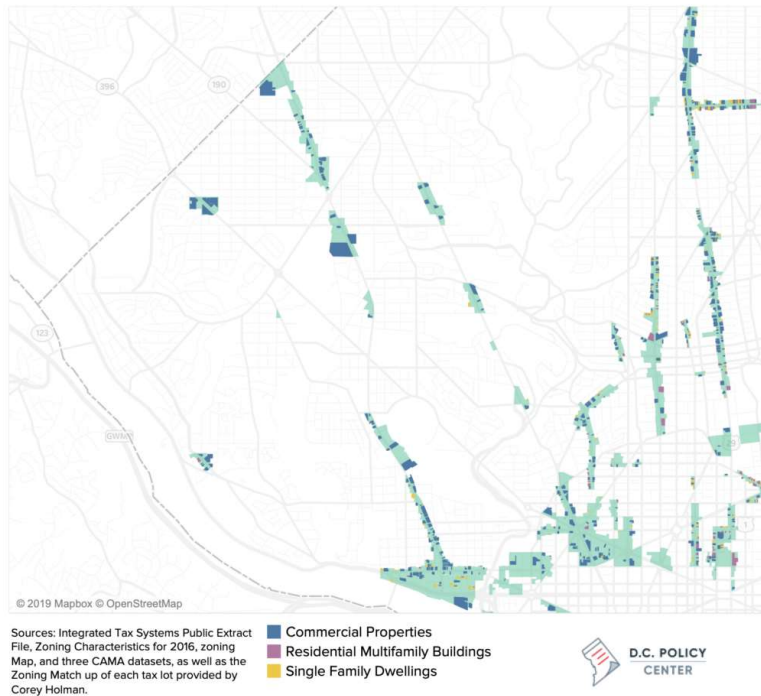 396
190
123
GWMP
29
1
© 2019 Mapbox © OpenStreetMap
Sources: Integrated Tax Systems Public Extract
File, Zoning Characteristics for 2016, zoning
Map, and three CAMA datasets, as well as the
Zoning Match up of each tax lot provided by
Corey Holman.
Commercial Properties
Residential Multifamily Buildings
Single Family Dwellings
D.C. POLICY
CENTER